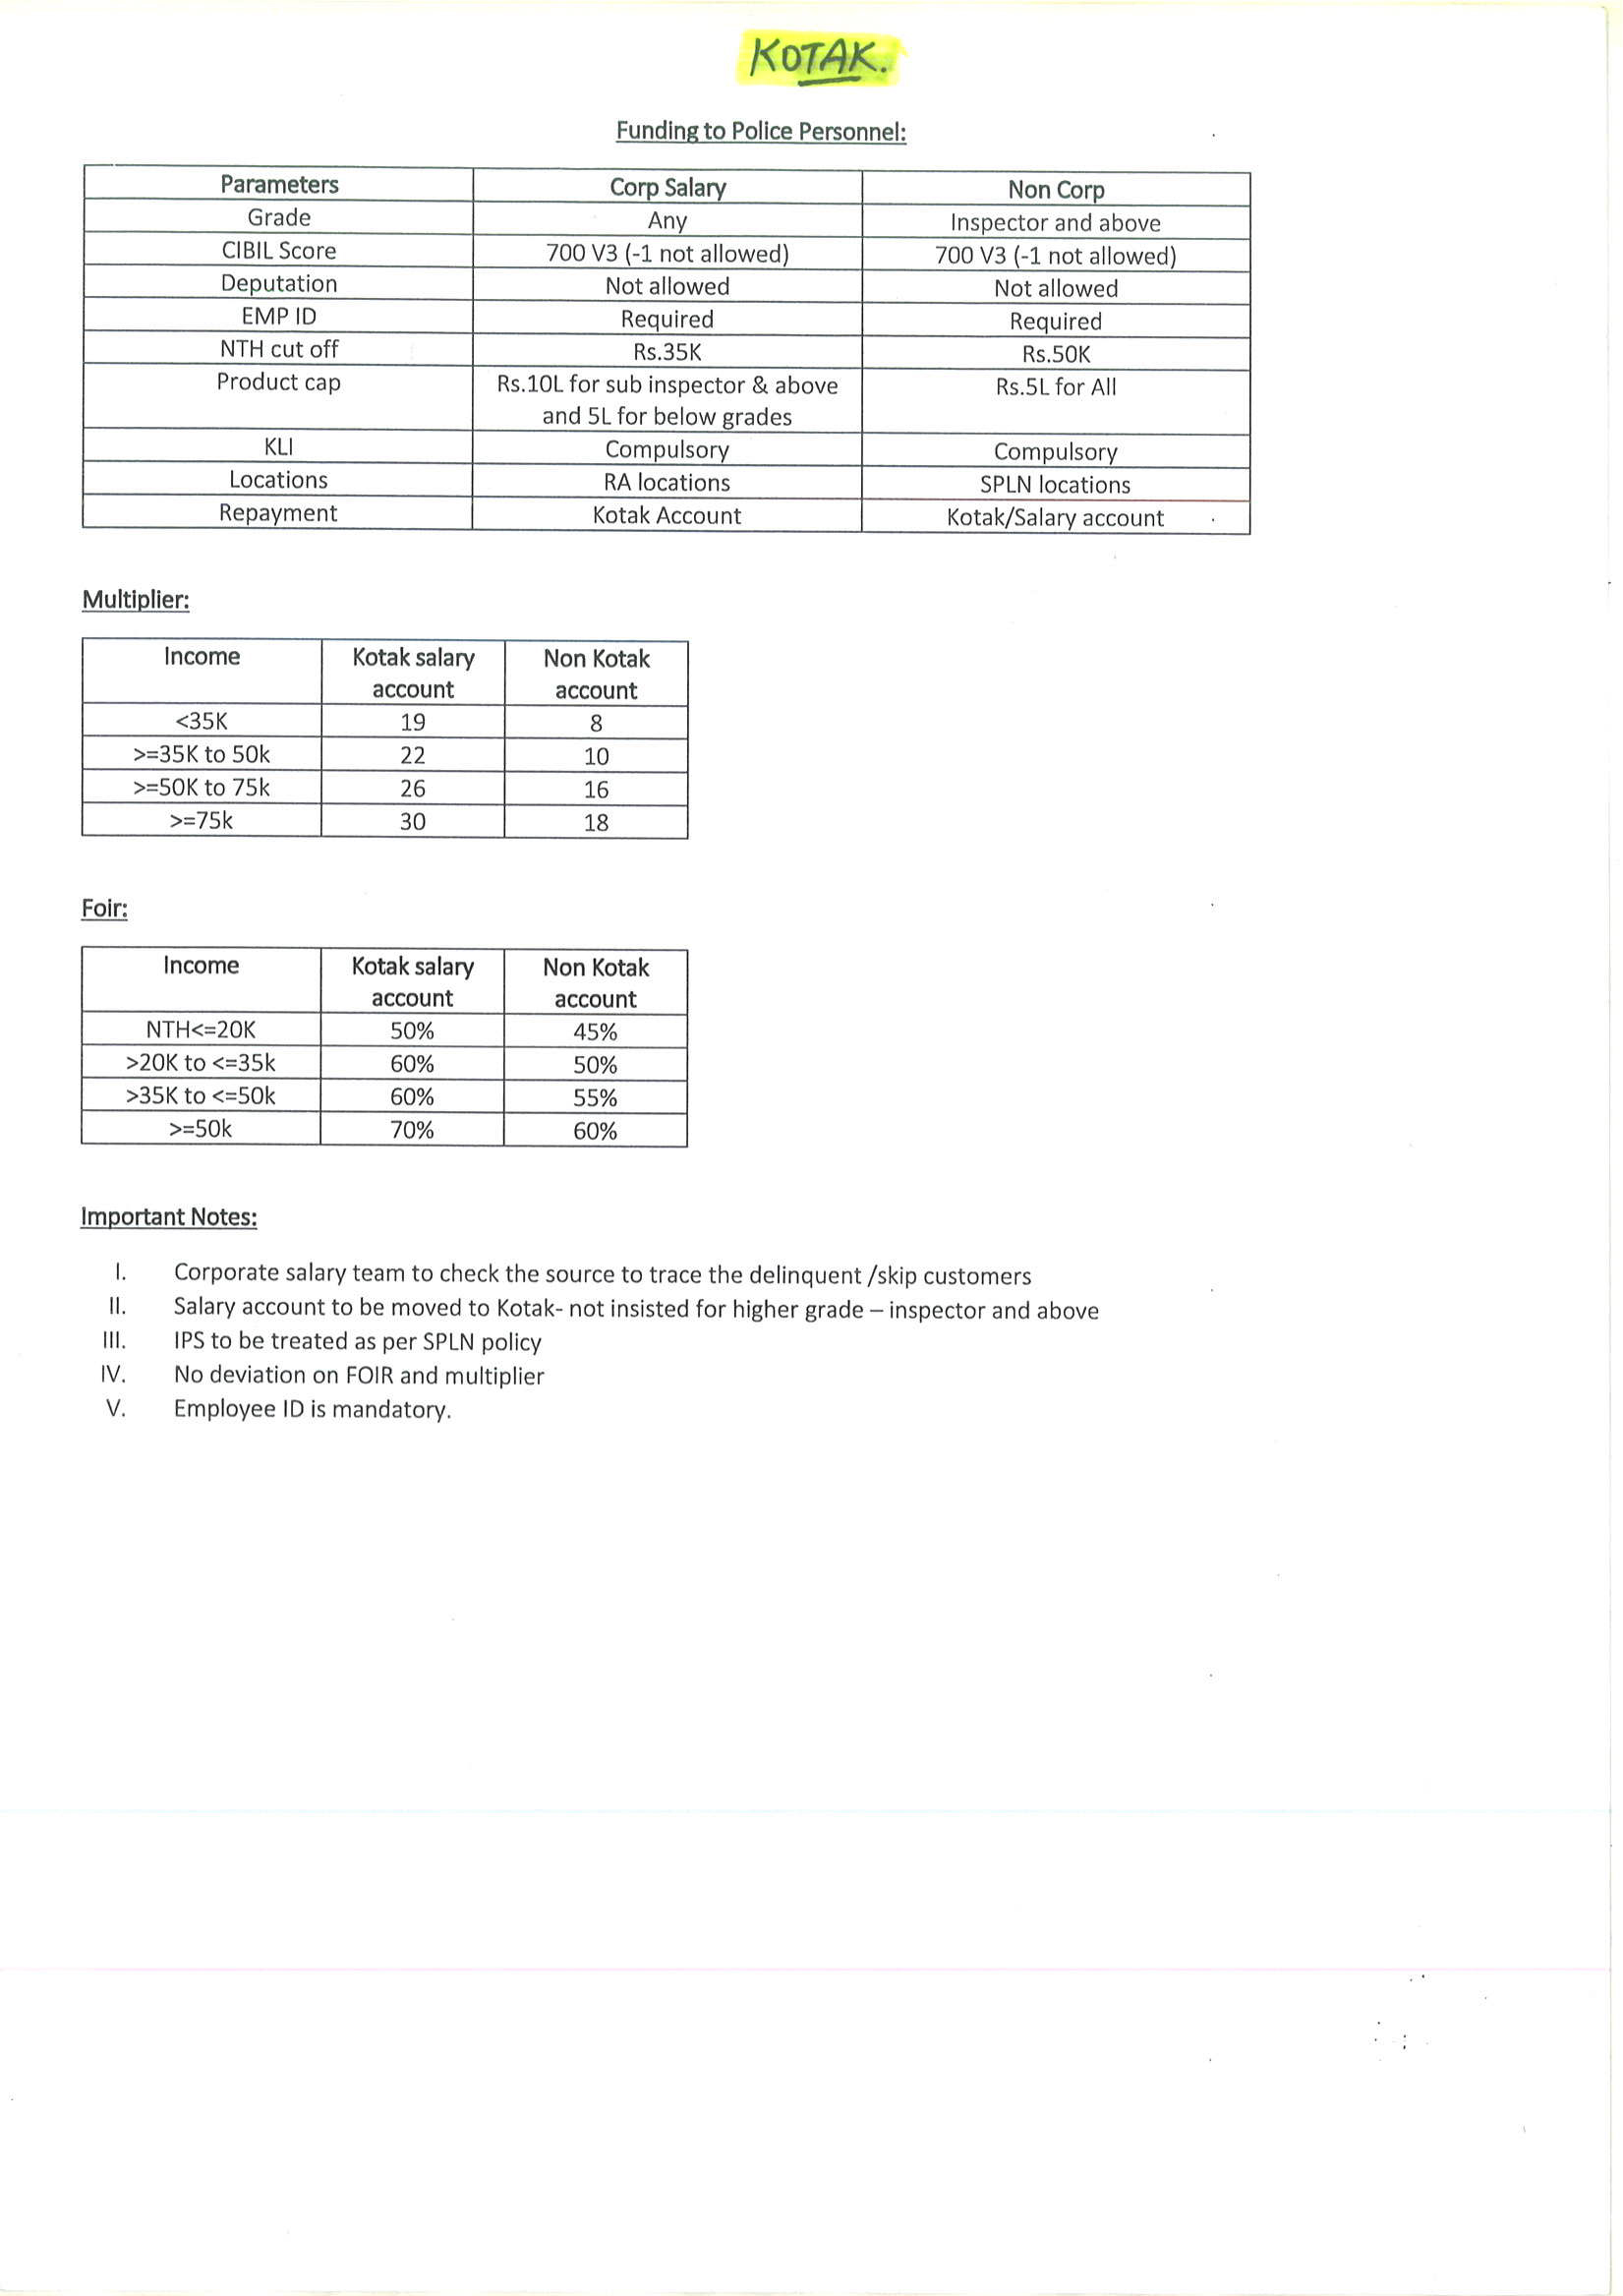 KOTAK.
Funding to Police Personnel:
Parameters Corp Salary Non Corp
Grade Any Inspector and above
CIBIL Score 700 V3 (-1 not allowed) 700 V3 (-1 not allowed)
Deputation Not allowed Not allowed
EMP ID Required Required
NTH cut off Rs.35K Rs.50K
Product cap Rs.10L for sub inspector & above Rs.5L for All
and 5L for below grades
KLI Compulsory Compulsory
Locations RA locations SPLN locations
Repayment Kotak Account Kotak/Salary account
Multiplier:
Income Kotak salary Non Kotak
account account
<35K 19 8
>=35K to 50k 22 10
>=50K to 75k 26 16
>=75k 30 18
Foir:
Income Kotak salary Non Kotak
account account
NTH<=20K 50% 45%
>20K to <=35k 60% 50%
>35K to <=50k 60% 55%
>=50k 70% 60%
Important Notes:
I. Corporate salary team to check the source to trace the delinquent /skip customers
II. Salary account to be moved to Kotak- not insisted for higher grade – inspector and above
III. IPS to be treated as per SPLN policy
IV. No deviation on FOIR and multiplier
V. Employee ID is mandatory.